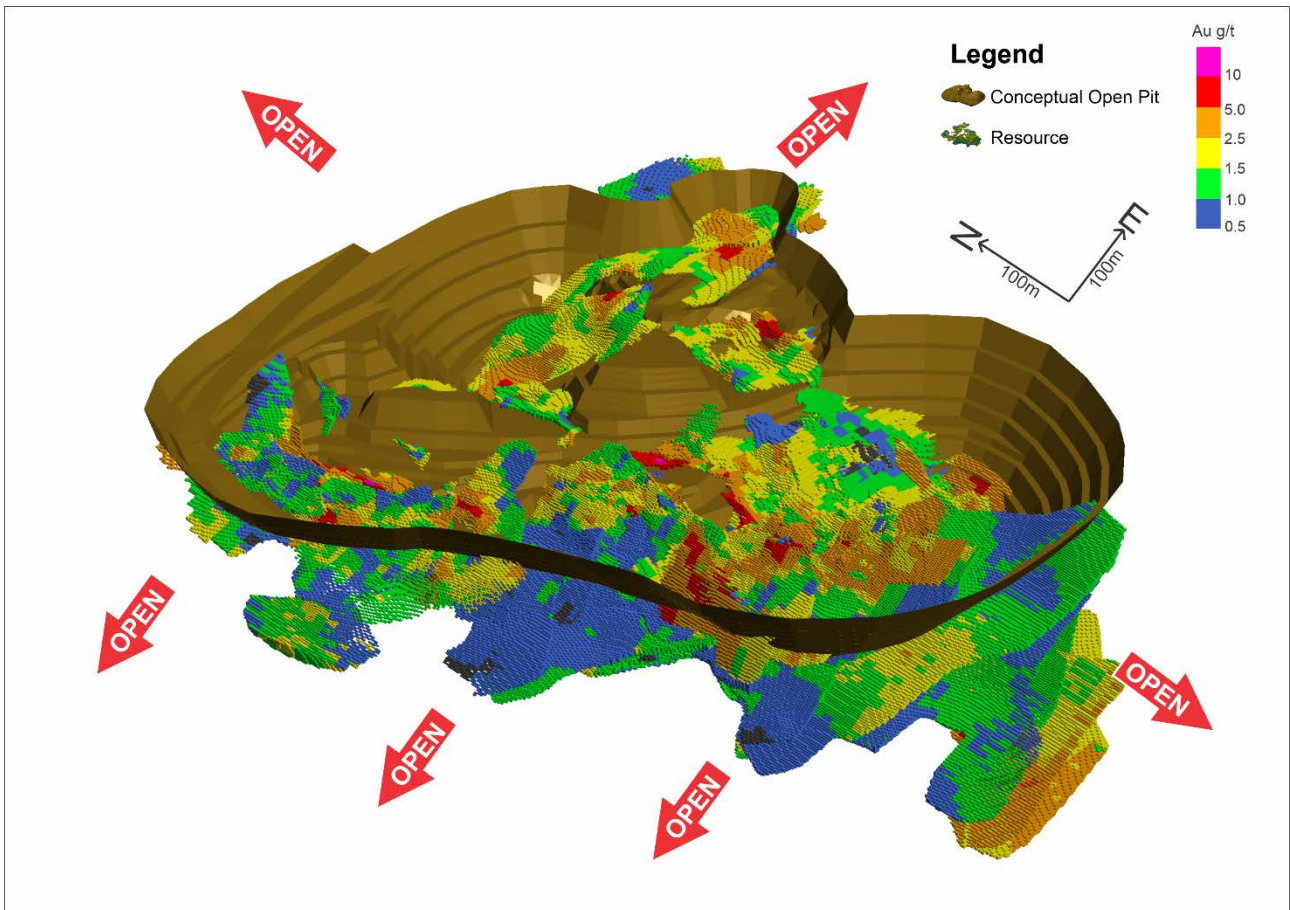 Au g/t
Legend
10
Conceptual Open Pit
5.0
2.5
Resource
1.5
1.0
0.5
OPEN
OPEN
N
E
100m
100m
OPEN
OPEN
OPEN
OPEN